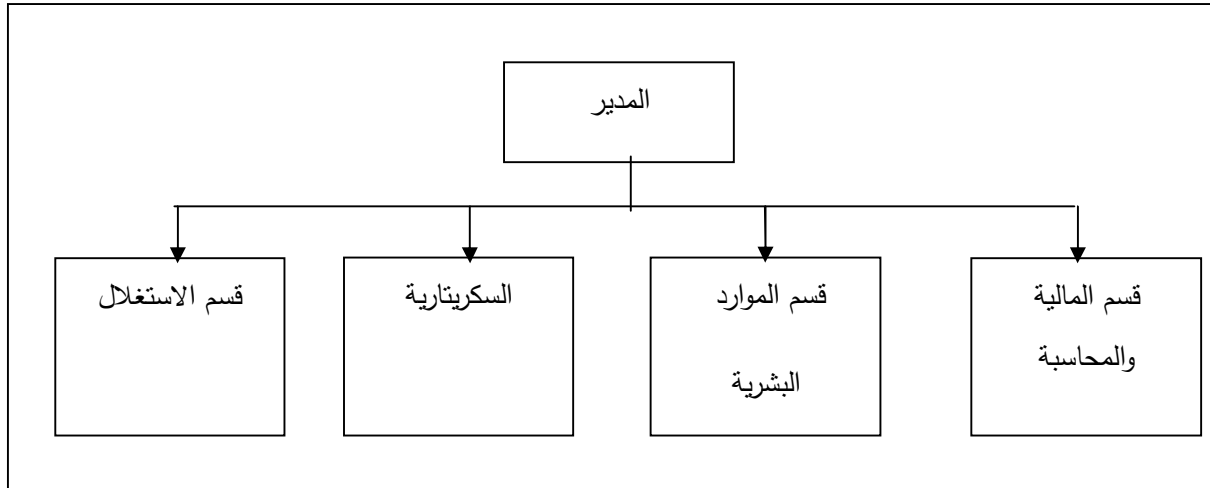 المدير
قسم المالية
والمحاسبة
قسم الموارد
البشرية
السكريتارية
قسم الاستغلال